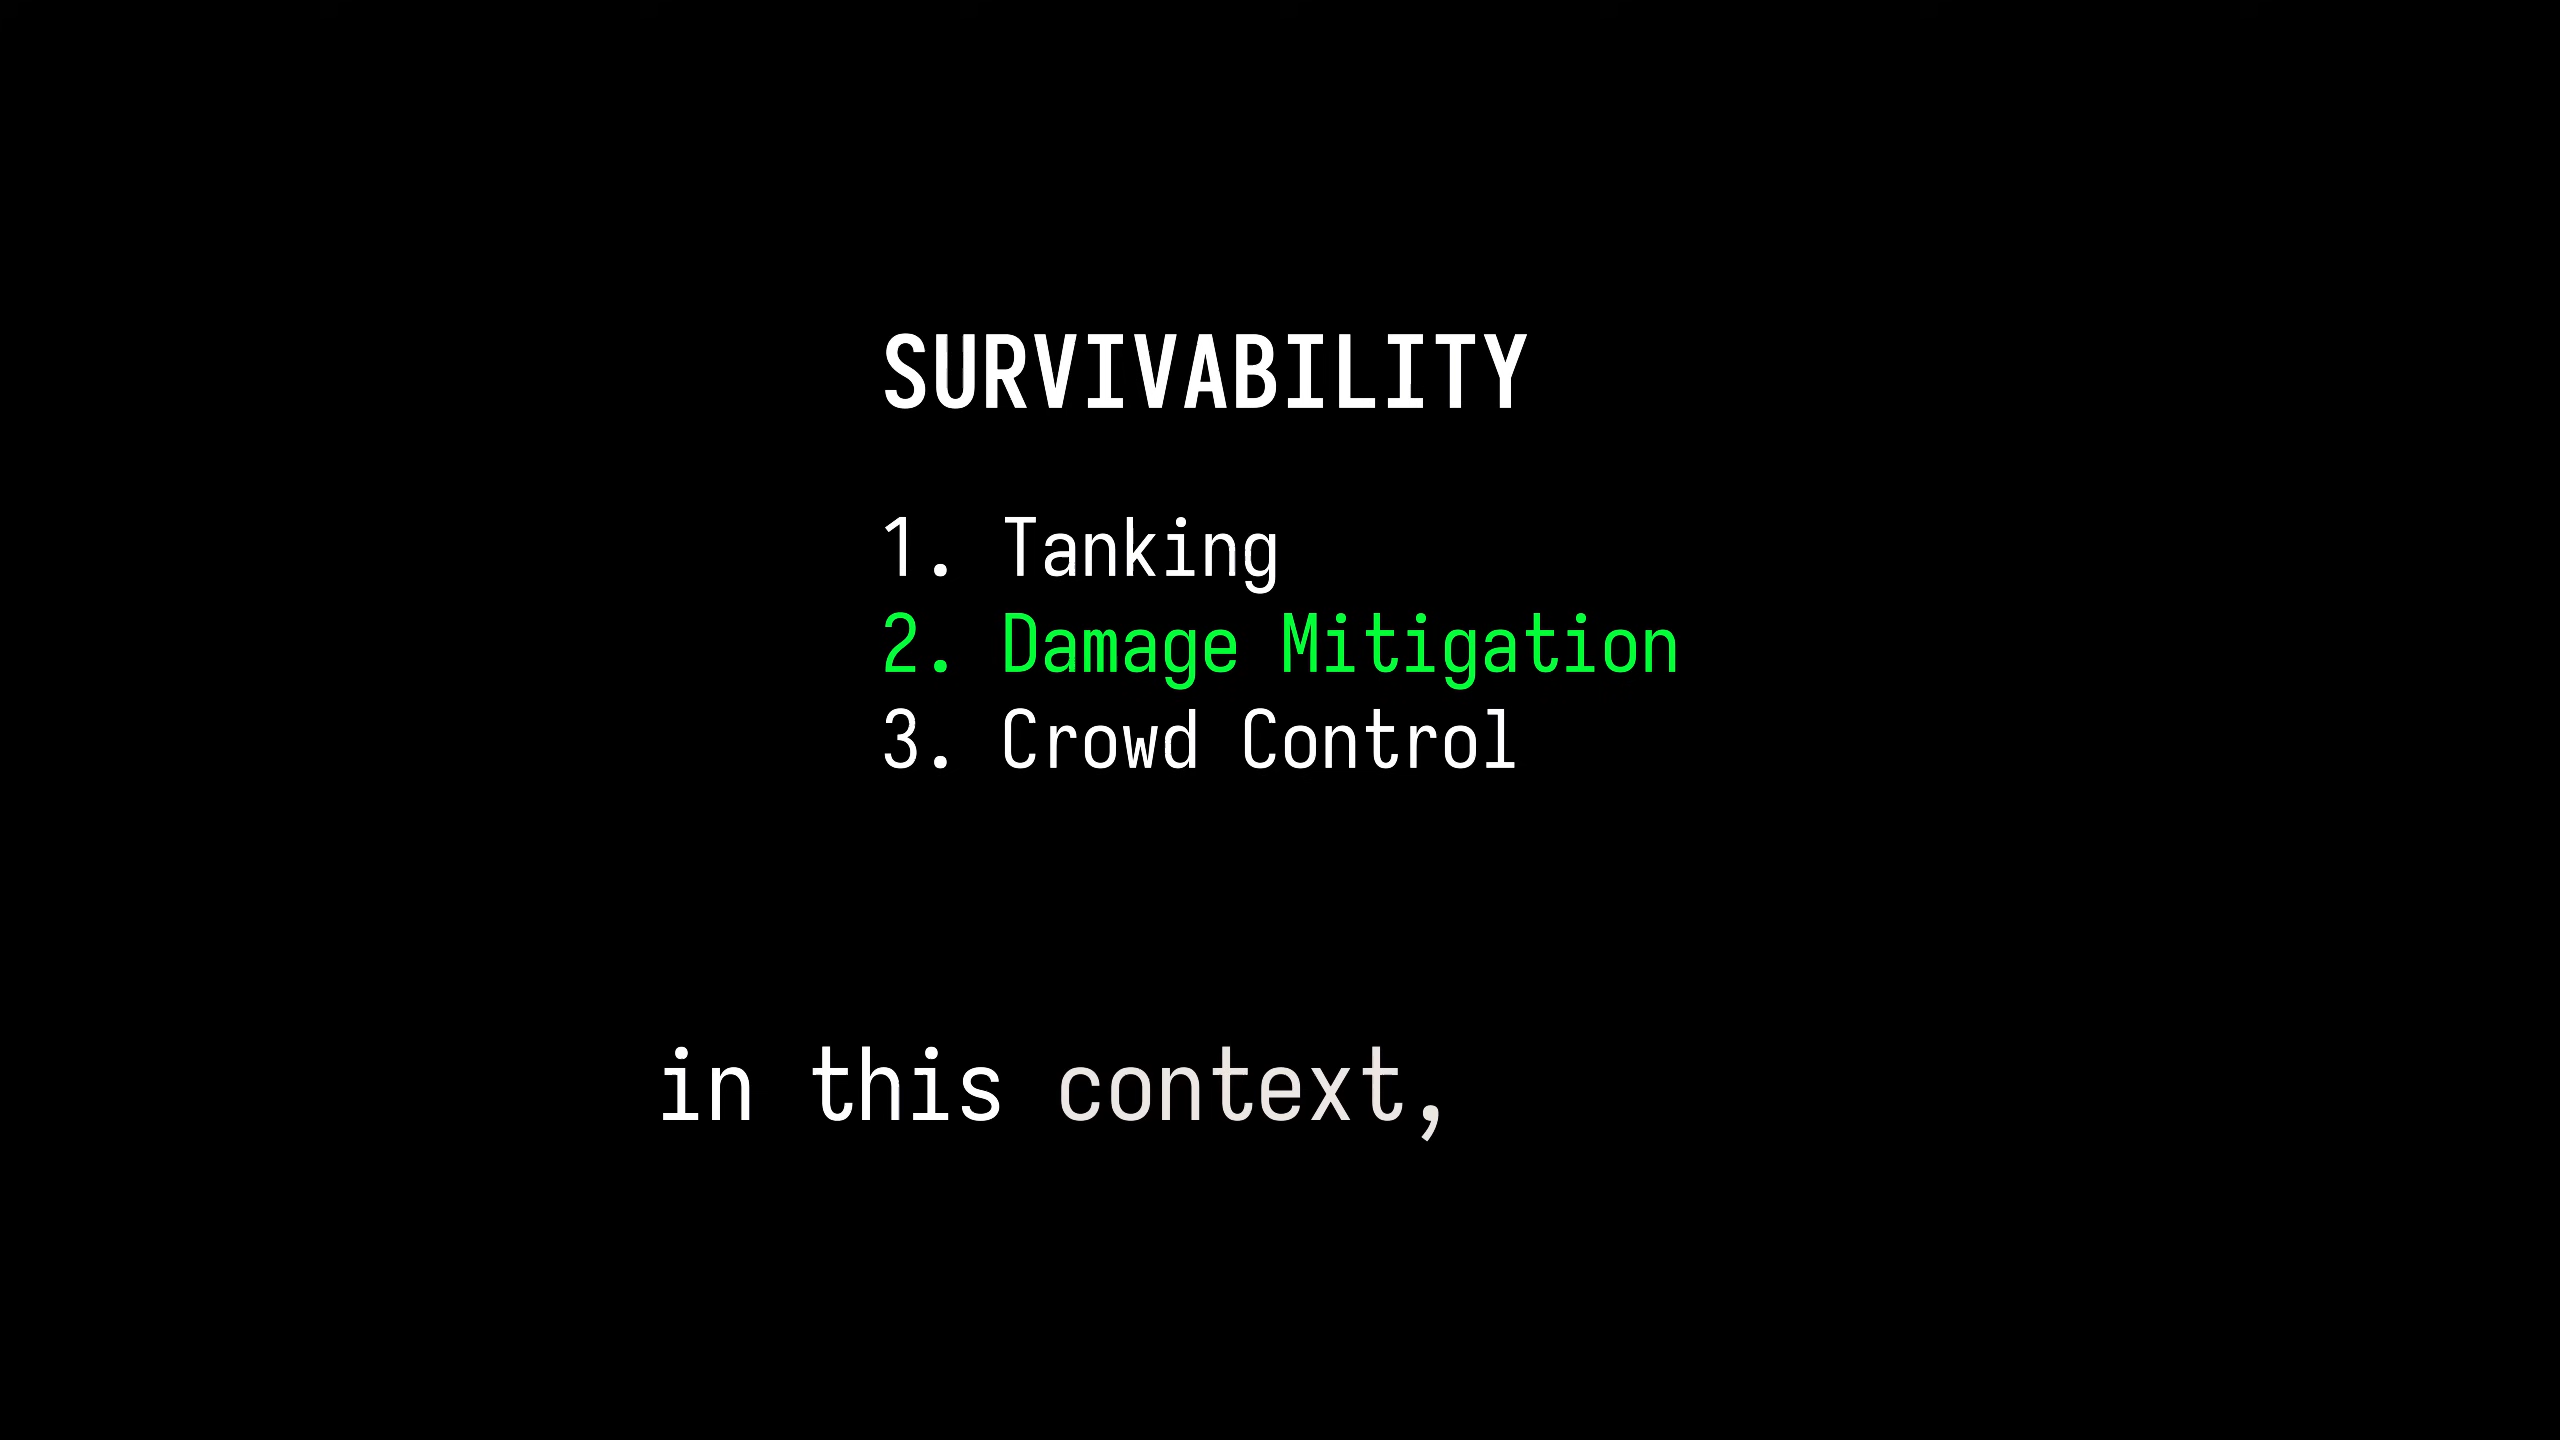 SURVIVABILITY
1. Tanking
2. Damage Mitigation
3. Crowd Control
in this context,